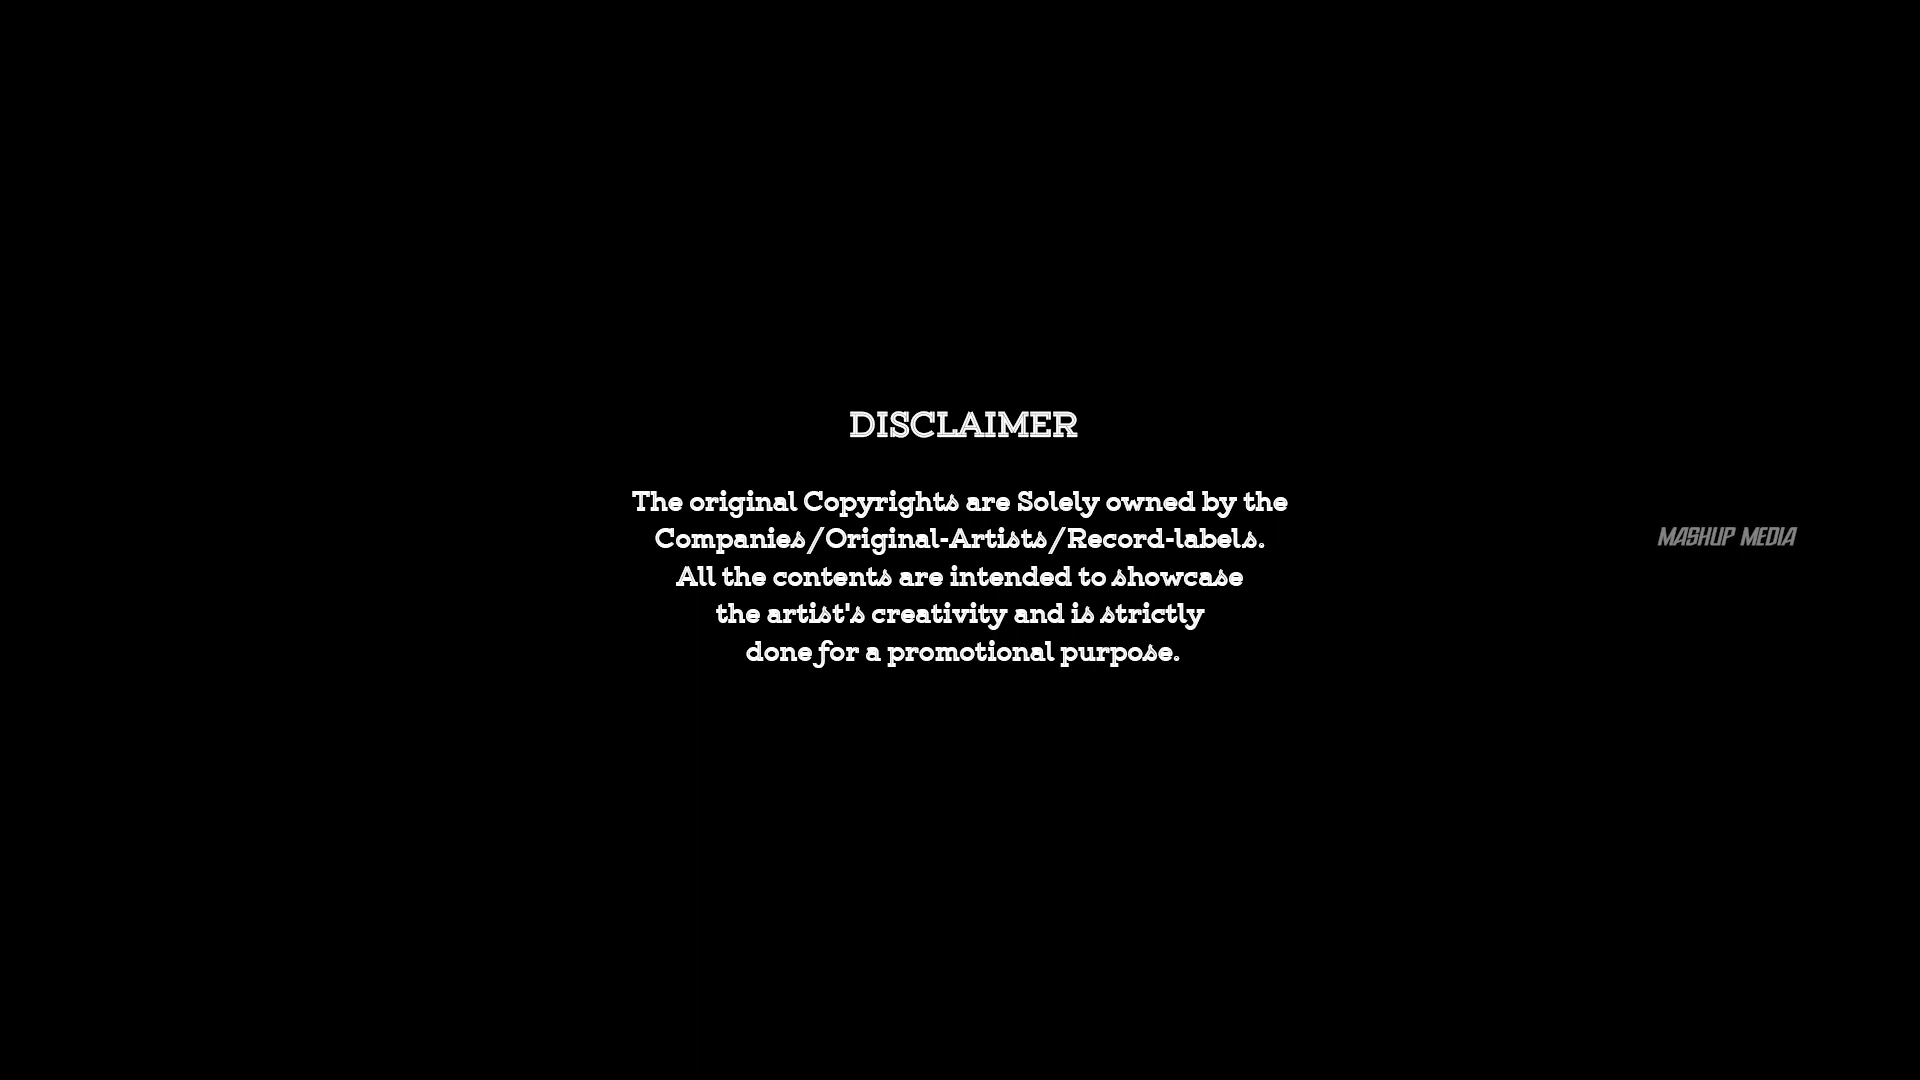 DISCLAIMER
The original Copyrights are Solely owned by the
Companies/Original-Artists/Record-labels.
All the contents are intended to showcase
the artist's creativity and is strictly
done for a promotional purpose.
MASHUP MEDIA